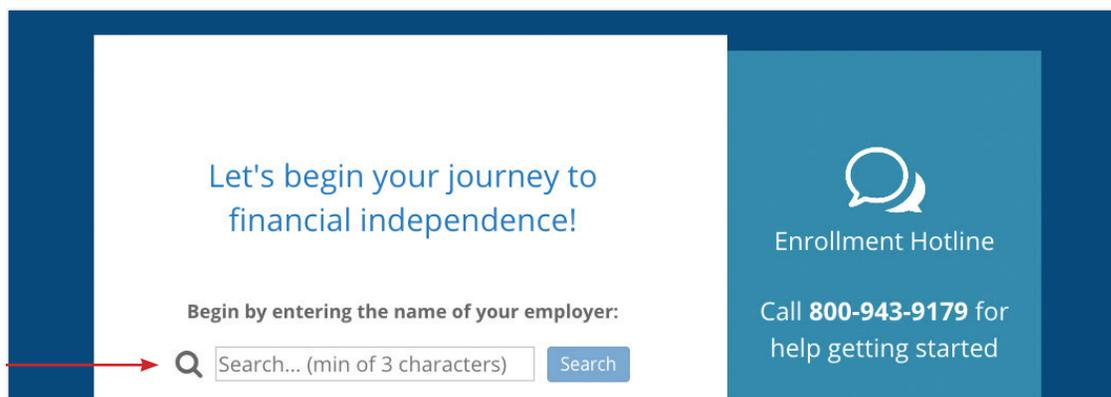 Let's begin your journey to
financial independence!
Begin by entering the name of your employer:
Search... (min of 3 characters)
Search
Enrollment Hotline
Call 800-943-9179 for
help getting started